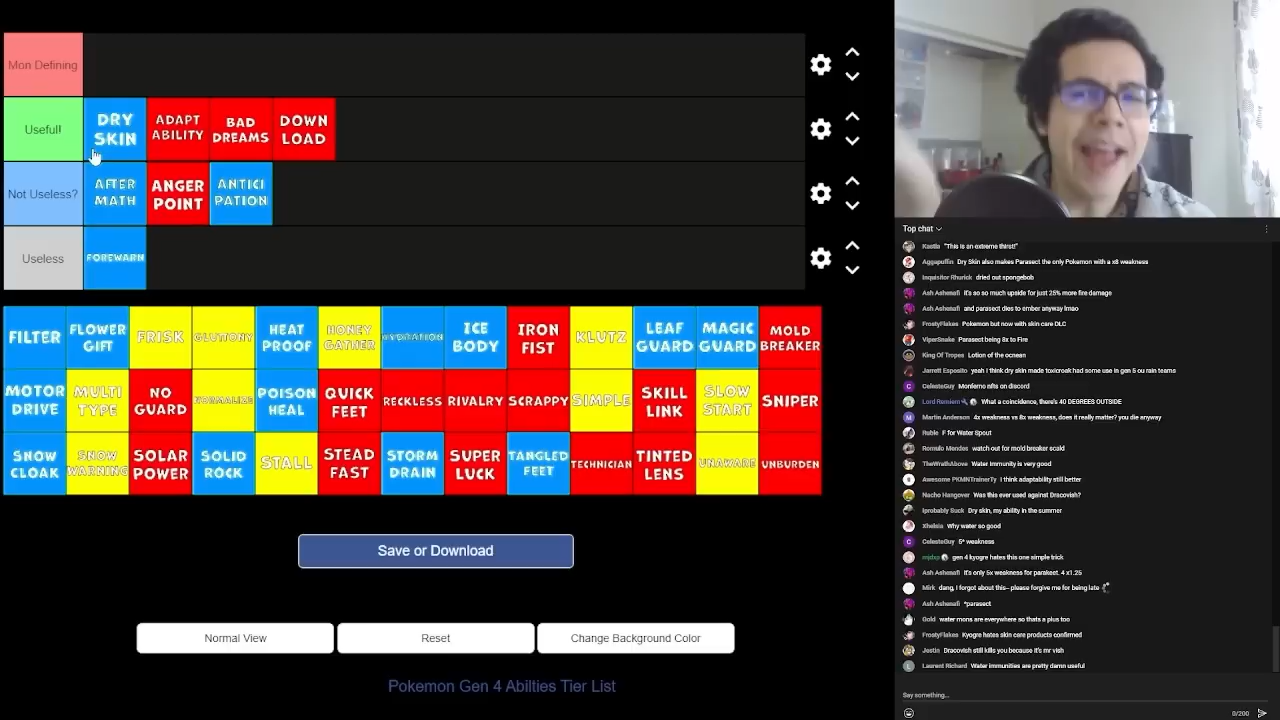 Mon Defining
Useful!
DRY SKIN
ADAPT ABILITY
BAD DREAMS
DOWN LOAD
Not Useless?
AFTER MATH
ANGER POINT
ANTICI PATION
Useless
FOREWARN
FILTER
FLOWER GIFT
FRISK
GLUTTONY
HEAT PROOF
HONEY GATHER
HYDRATION
ICE BODY
IRON FIST
KLUTZ
LEAF GUARD
MAGIC GUARD
MOLD BREAKER
MOTOR DRIVE
MULTI TYPE
NO GUARD
NORMALIZE
POISON HEAL
QUICK FEET
RECKLESS
RIVALRY
SCRAPPY
SIMPLE
SKILL LINK
SLOW START
SNIPER
SNOW CLOAK
SNOW WARNING
SOLAR POWER
SOLID ROCK
STALL
STEAD FAST
STORM DRAIN
SUPER LUCK
TANGLED FEET
TECHNICIAN
TINTED LENS
UNAWARE
UNBURDEN
Save or Download
Normal View
Reset
Change Background Color
Pokemon Gen 4 Abilties Tier List
Top chat
Kastia "This is an extreme thirst!"
Aggapuffin Dry Skin also makes Parasect the only Pokemon with a x8 weakness
Inquisitor Rhurick dried out spongebob
Ash Ashenafi It's so so much upside for just 25% more fire damage
Ash Ashenafi and parasect dies to ember anyway lmao
FrostyFlakes Pokemon but now with skin care DLC
ViperSnake Parasect being 8x to Fire
King Of Tropes Lotion of the ocnean
Jarrett Esposito yeah I think dry skin made toxicroak had some use in gen 5 ou rain teams
CelesteGuy Monferno nfts on discord
Lord Remiem What a coincidence, there's 40 DEGREES OUTSIDE
Martin Anderson 4x weakness vs 8x weakness, does it really matter? you die anyway
Ruble F for Water Spout
Romulo Mendes watch out for mold breaker scald
TheWrathAbove Water Immunity is very good
Awesome PKMNTrainerTy I think adaptability still better
Nacho Hangover Was this ever used against Dracovish?
Iprobably Suck Dry skin, my ability in the summer
Xhelsia Why water so good
CelesteGuy 5* weakness
mjdxp gen 4 kyogre hates this one simple trick
Ash Ashenafi It's only 5x weakness for parakeet. 4 x1.25
Mirk dang, I forgot about this-- please forgive me for being late
Ash Ashenafi *parasect
Gold water mons are everywhere so thats a plus too
FrostyFlakes Kyogre hates skin care products confirmed
Jestin Dracovish still kills you because it's mr vish
Laurent Richard Water immunities are pretty damn useful
Say something...
0/200